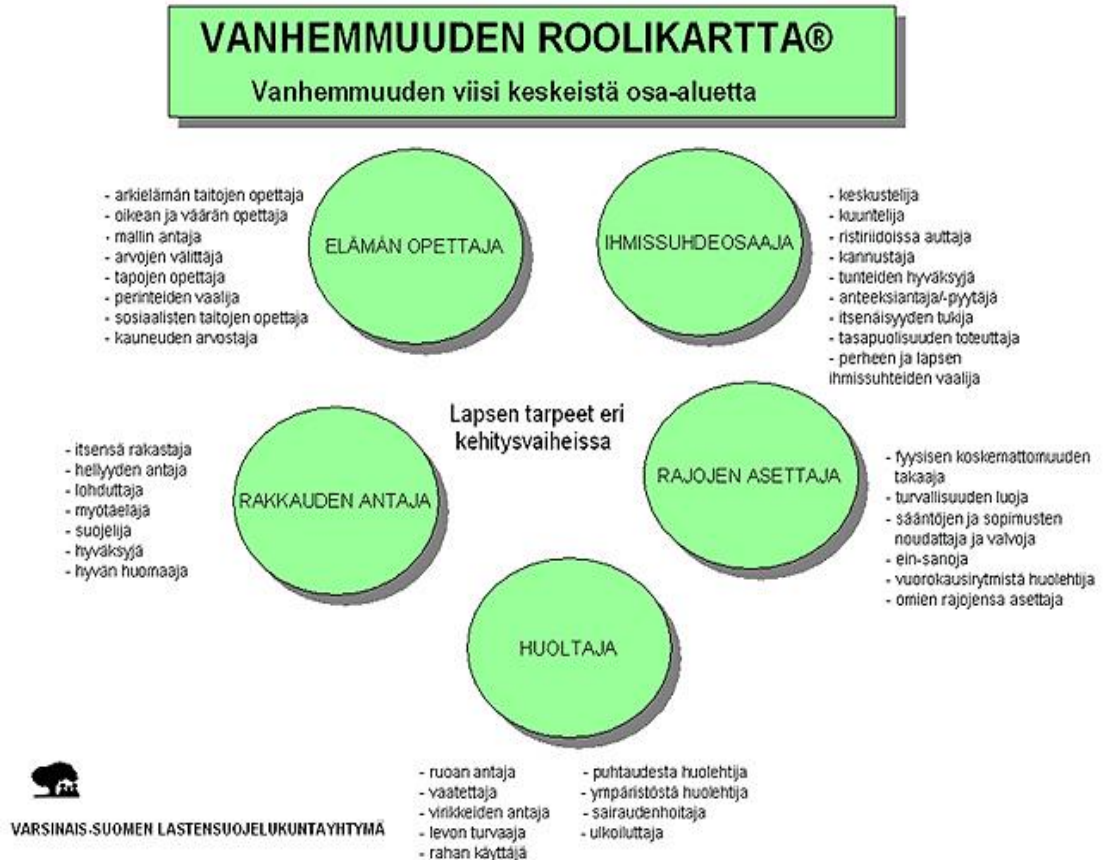 VANHEMMUUDEN ROOLIKARTTA®
Vanhemmuuden viisi keskeistä osa-aluetta
- arkielämän taitojen opettaja
- oikean ja väärän opettaja
- mallin antaja
- arvojen välittäjä
- tapojen opettaja
- perinteiden vaalija
- sosiaalisten taitojen opettaja
- kauneuden arvostaja
ELÄMÄN OPETTAJA
IHMISSUHDEOSAAJA
- keskustelija
- kuuntelija
- ristiriidoissa auttaja
- kannustaja
- tunteiden hyväksyjä
- anteeksiantaja/-pyytäjä
- itsenäisyyden tukija
- tasapuolisuuden toteuttaja
- perheen ja lapsen
ihmissuhteiden vaalija
Lapsen tarpeet eri
kehitysvaiheissa
- itsensä rakastaja
- hellyyden antaja
- lohduttaja
- myötäeläjä
- suojelija
- hyväksyjä
- hyvän huomaaja
RAKKAUDEN ANTAJA
RAJOJEN ASETTAJA
- fyysisen koskemattomuuden
takaaja
- turvallisuuden luoja
- sääntöjen ja sopimusten
noudattaja ja valvoja
- ein-sanoja
- vuorokausirytmistä huolehtija
- omien rajojensa asettaja
HUOLTAJA
- ruoan antaja
- vaatettaja
- virikkeiden antaja
- levon turvaaja
- rahan käyttäjä
- puhtaudesta huolehtija
- ympäristöstä huolehtija
- sairaudenhoitaja
- ulkoiluttaja
VARSINAIS-SUOMEN LASTENSUOJELUKUNTAYHTYMÄ